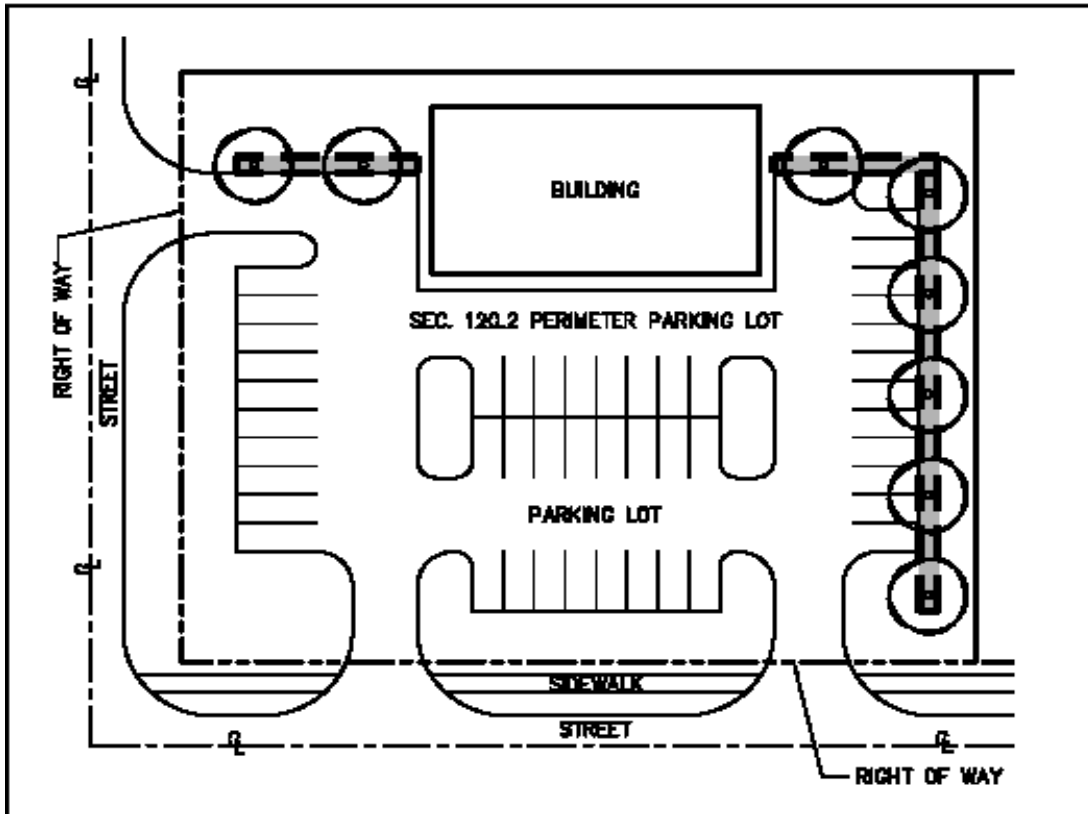 BUILDING
SEC. 120.2 PERIMETER PARKING LOT
RIGHT OF WAY
STREET
PARKING LOT
SIDEWALK
STREET
RIGHT OF WAY